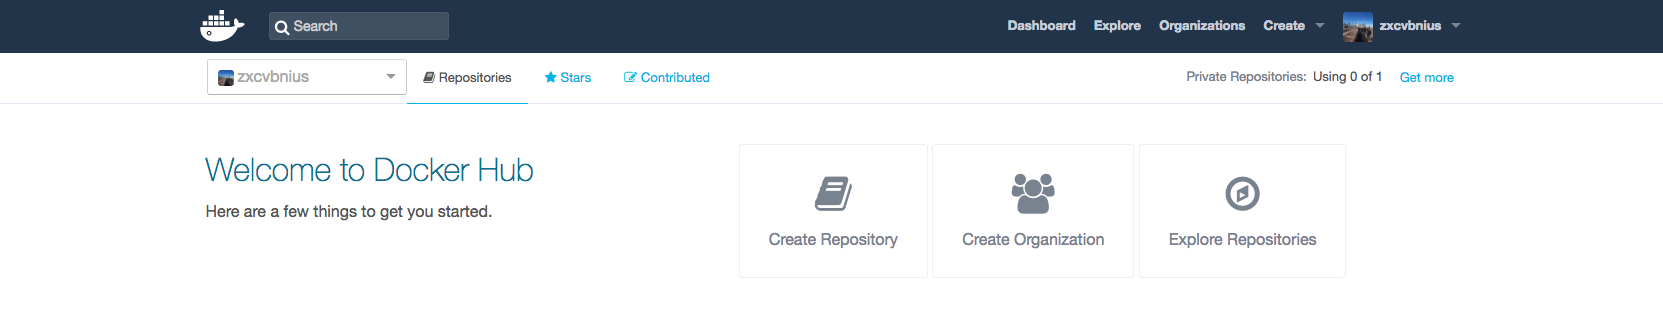 Search Dashboard Explore Organizations Create zxcvbnius
zxcvbnius Repositories Stars Contributed Private Repositories: Using 0 of 1 Get more
Welcome to Docker Hub
Here are a few things to get you started.
Create Repository Create Organization Explore Repositories